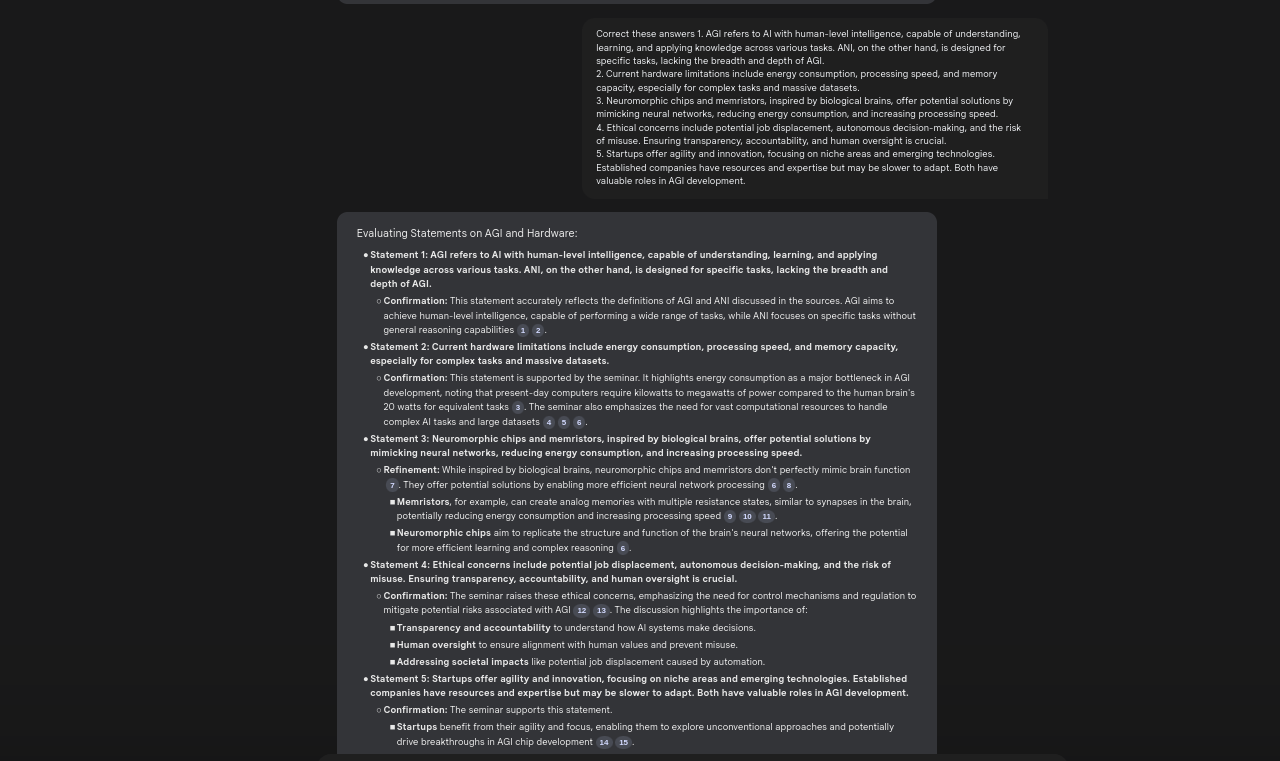 Correct these answers 1. AGI refers to AI with human-level intelligence, capable of understanding,
learning, and applying knowledge across various tasks. ANI, on the other hand, is designed for
specific tasks, lacking the breadth and depth of AGI.
2. Current hardware limitations include energy consumption, processing speed, and memory
capacity, especially for complex tasks and massive datasets.
3. Neuromorphic chips and memristors, inspired by biological brains, offer potential solutions by
mimicking neural networks, reducing energy consumption, and increasing processing speed.
4. Ethical concerns include potential job displacement, autonomous decision-making, and the risk
of misuse. Ensuring transparency, accountability, and human oversight is crucial.
5. Startups offer agility and innovation, focusing on niche areas and emerging technologies.
Established companies have resources and expertise but may be slower to adapt. Both have
valuable roles in AGI development.
Evaluating Statements on AGI and Hardware:
● Statement 1: AGI refers to AI with human-level intelligence, capable of understanding, learning, and applying
knowledge across various tasks. ANI, on the other hand, is designed for specific tasks, lacking the breadth and
depth of AGI.
○ Confirmation: This statement accurately reflects the definitions of AGI and ANI discussed in the sources. AGI aims to
achieve human-level intelligence, capable of performing a wide range of tasks, while ANI focuses on specific tasks without
general reasoning capabilities 1 2 .
● Statement 2: Current hardware limitations include energy consumption, processing speed, and memory capacity,
especially for complex tasks and massive datasets.
○ Confirmation: This statement is supported by the seminar. It highlights energy consumption as a major bottleneck in AGI
development, noting that present-day computers require kilowatts to megawatts of power compared to the human brain's
20 watts for equivalent tasks 3 . The seminar also emphasizes the need for vast computational resources to handle
complex AI tasks and large datasets 4 5 6 .
● Statement 3: Neuromorphic chips and memristors, inspired by biological brains, offer potential solutions by
mimicking neural networks, reducing energy consumption, and increasing processing speed.
○ Refinement: While inspired by biological brains, neuromorphic chips and memristors don't perfectly mimic brain function
7 . They offer potential solutions by enabling more efficient neural network processing 6 8 .
■ Memristors, for example, can create analog memories with multiple resistance states, similar to synapses in the brain,
potentially reducing energy consumption and increasing processing speed 9 10 11 .
■ Neuromorphic chips aim to replicate the structure and function of the brain's neural networks, offering the potential
for more efficient learning and complex reasoning 6 .
● Statement 4: Ethical concerns include potential job displacement, autonomous decision-making, and the risk of
misuse. Ensuring transparency, accountability, and human oversight is crucial.
○ Confirmation: The seminar raises these ethical concerns, emphasizing the need for control mechanisms and regulation to
mitigate potential risks associated with AGI 12 13 . The discussion highlights the importance of:
■ Transparency and accountability to understand how AI systems make decisions.
■ Human oversight to ensure alignment with human values and prevent misuse.
■ Addressing societal impacts like potential job displacement caused by automation.
● Statement 5: Startups offer agility and innovation, focusing on niche areas and emerging technologies. Established
companies have resources and expertise but may be slower to adapt. Both have valuable roles in AGI development.
○ Confirmation: The seminar supports this statement.
■ Startups benefit from their agility and focus, enabling them to explore unconventional approaches and potentially
drive breakthroughs in AGI chip development 14 15 .